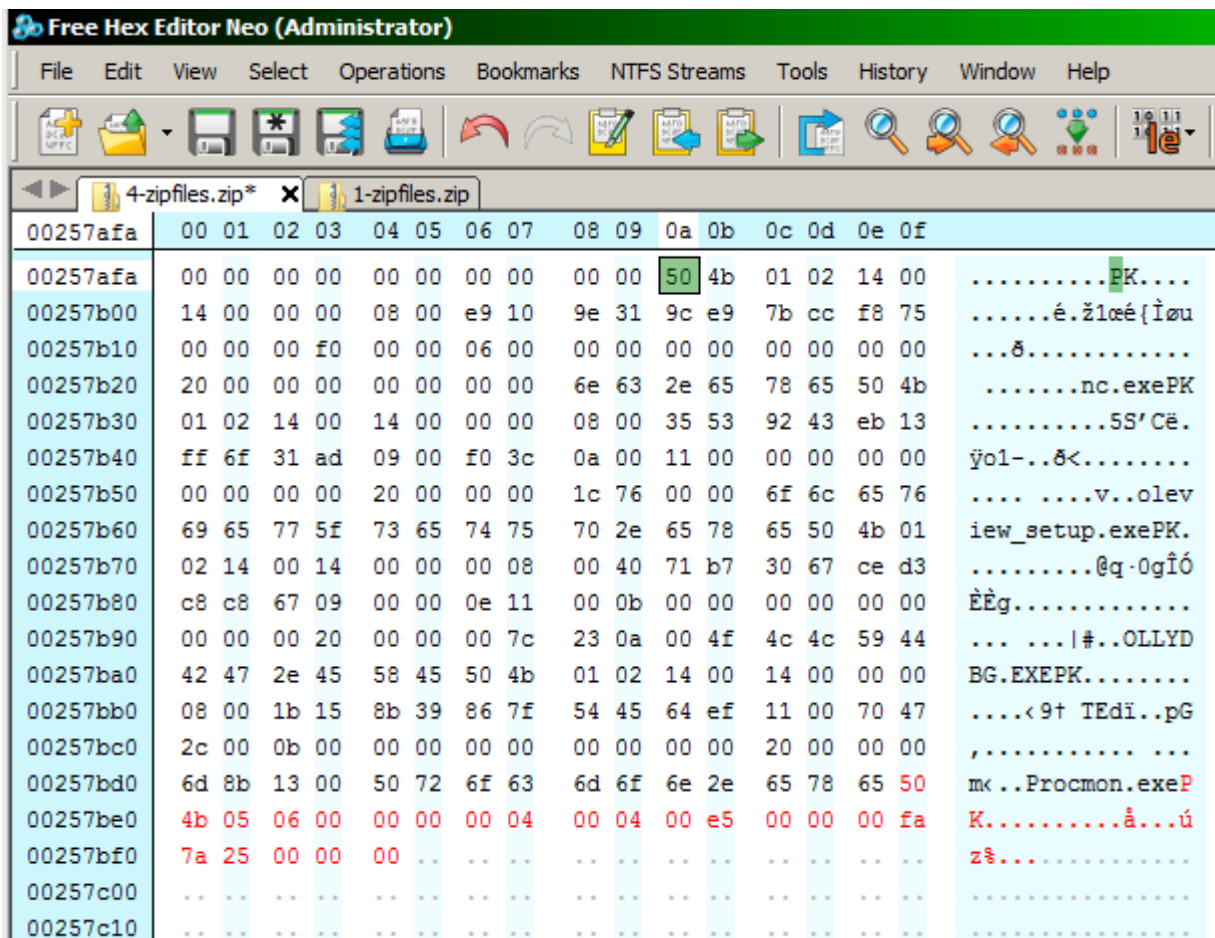 Free Hex Editor Neo (Administrator)
File Edit View Select Operations Bookmarks NTFS Streams Tools History Window Help
4-zipfiles.zip* 1-zipfiles.zip
00257afa 00 01 02 03 04 05 06 07 08 09 0a 0b 0c 0d 0e 0f
00257afa 00 00 00 00 00 00 00 00 00 00 50 4b 01 02 14 00 ..........PK....
00257b00 14 00 00 00 08 00 e9 10 9e 31 9c e9 7b cc f8 75 ......é.ž1œé{Ìøu
00257b10 00 00 00 f0 00 00 06 00 00 00 00 00 00 00 00 00 ...ð............
00257b20 20 00 00 00 00 00 00 00 6e 63 2e 65 78 65 50 4b  .......nc.exePK
00257b30 01 02 14 00 14 00 00 00 08 00 35 53 92 43 eb 13 ..........5S’Cë.
00257b40 ff 6f 31 ad 09 00 f0 3c 0a 00 11 00 00 00 00 00 ÿo1-..ð<........
00257b50 00 00 00 00 20 00 00 00 1c 76 00 00 6f 6c 65 76 .... ....v..olev
00257b60 69 65 77 5f 73 65 74 75 70 2e 65 78 65 50 4b 01 iew_setup.exePK.
00257b70 02 14 00 14 00 00 00 08 00 40 71 b7 30 67 ce d3 .........@q·0gÎÓ
00257b80 c8 c8 67 09 00 00 0e 11 00 0b 00 00 00 00 00 00 ÈÈg.............
00257b90 00 00 00 20 00 00 00 7c 23 0a 00 4f 4c 4c 59 44 ... ...|#..OLLYD
00257ba0 42 47 2e 45 58 45 50 4b 01 02 14 00 14 00 00 00 BG.EXEPK........
00257bb0 08 00 1b 15 8b 39 86 7f 54 45 64 ef 11 00 70 47 ....‹9† TEdï..pG
00257bc0 2c 00 0b 00 00 00 00 00 00 00 00 00 20 00 00 00 ,........... ...
00257bd0 6d 8b 13 00 50 72 6f 63 6d 6f 6e 2e 65 78 65 50 m‹..Procmon.exeP
00257be0 4b 05 06 00 00 00 00 04 00 04 00 e5 00 00 00 fa K..........å...ú
00257bf0 7a 25 00 00 00 .. .. .. .. .. .. .. .. .. .. .. z%..............
00257c00 .. .. .. .. .. .. .. .. .. .. .. .. .. .. .. .. ................
00257c10 .. .. .. .. .. .. .. .. .. .. .. .. .. .. .. .. ................